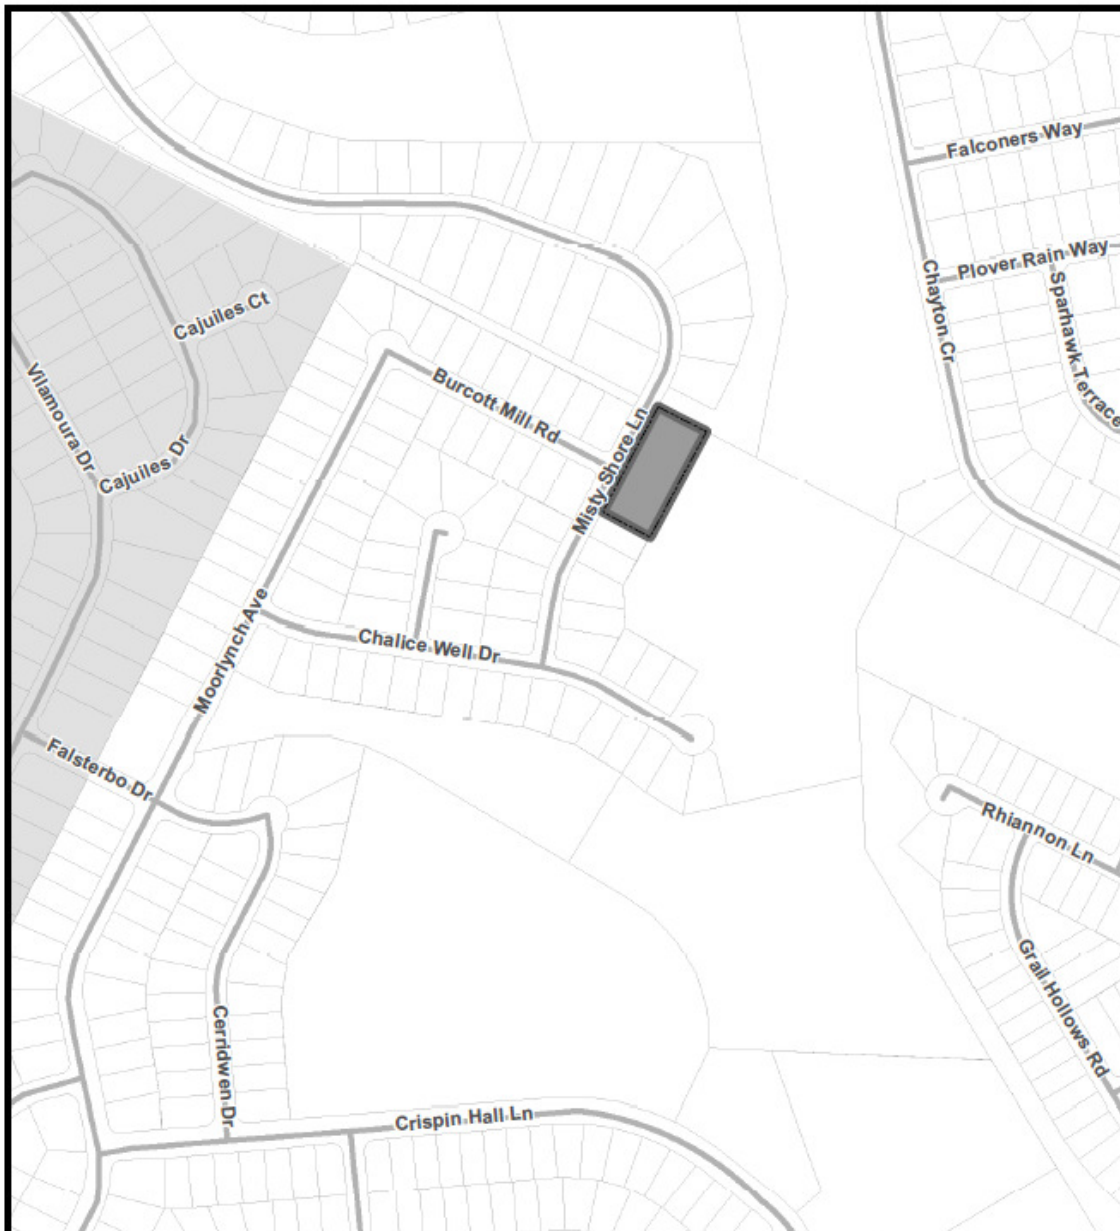 Falconers Way
Plover Rain Way
Chayton Cr
Sparhawk Terrace
Cajuiles Ct
Vilamoura Dr
Cajuiles Dr
Burcott Mill Rd
Misty Shore Ln
Moorlynch Ave
Chalice Well Dr
Falsterbo Dr
Rhiannon Ln
Grail Hollows Rd
Cerridwen Dr
Crispin Hall Ln